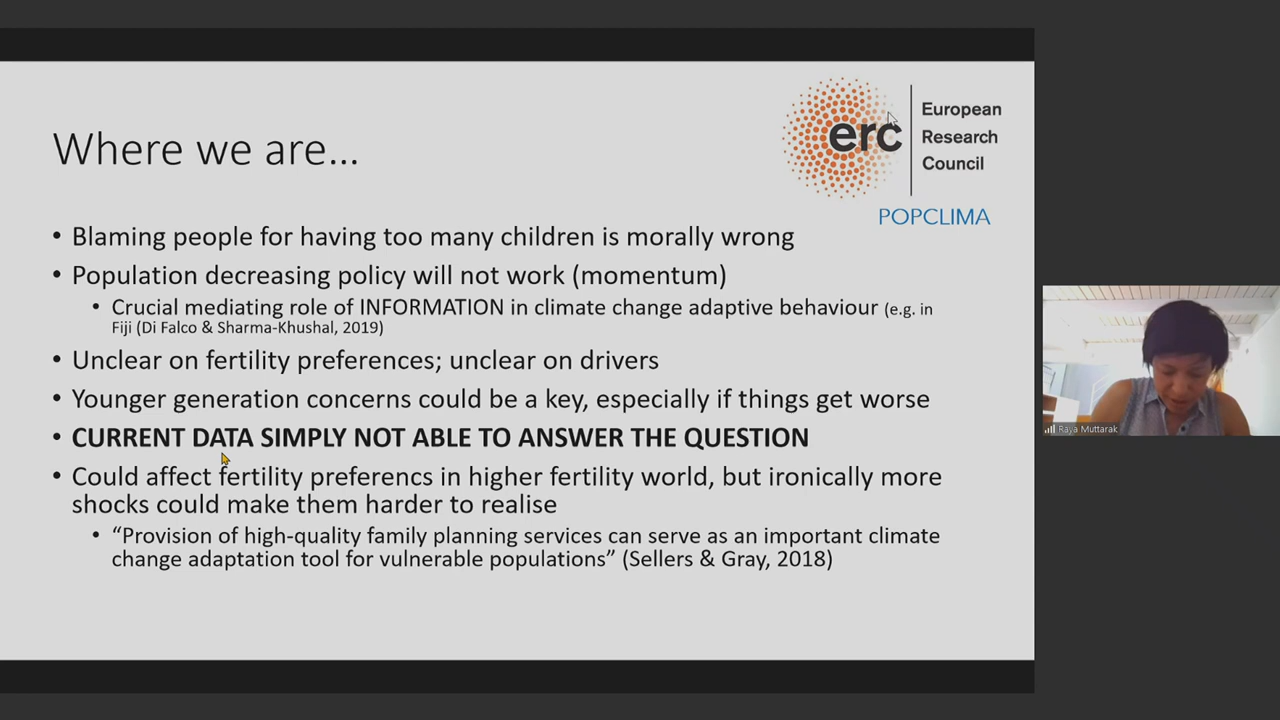 Where we are...
erc
European
Research
Council
POPCLIMA
• Blaming people for having too many children is morally wrong
• Population decreasing policy will not work (momentum)
• Crucial mediating role of INFORMATION in climate change adaptive behaviour (e.g. in
Fiji (Di Falco & Sharma-Khushal, 2019)
• Unclear on fertility preferences; unclear on drivers
• Younger generation concerns could be a key, especially if things get worse
• CURRENT DATA SIMPLY NOT ABLE TO ANSWER THE QUESTION
• Could affect fertility preferencs in higher fertility world, but ironically more
shocks could make them harder to realise
• “Provision of high-quality family planning services can serve as an important climate
change adaptation tool for vulnerable populations” (Sellers & Gray, 2018)
Raya Muttarak